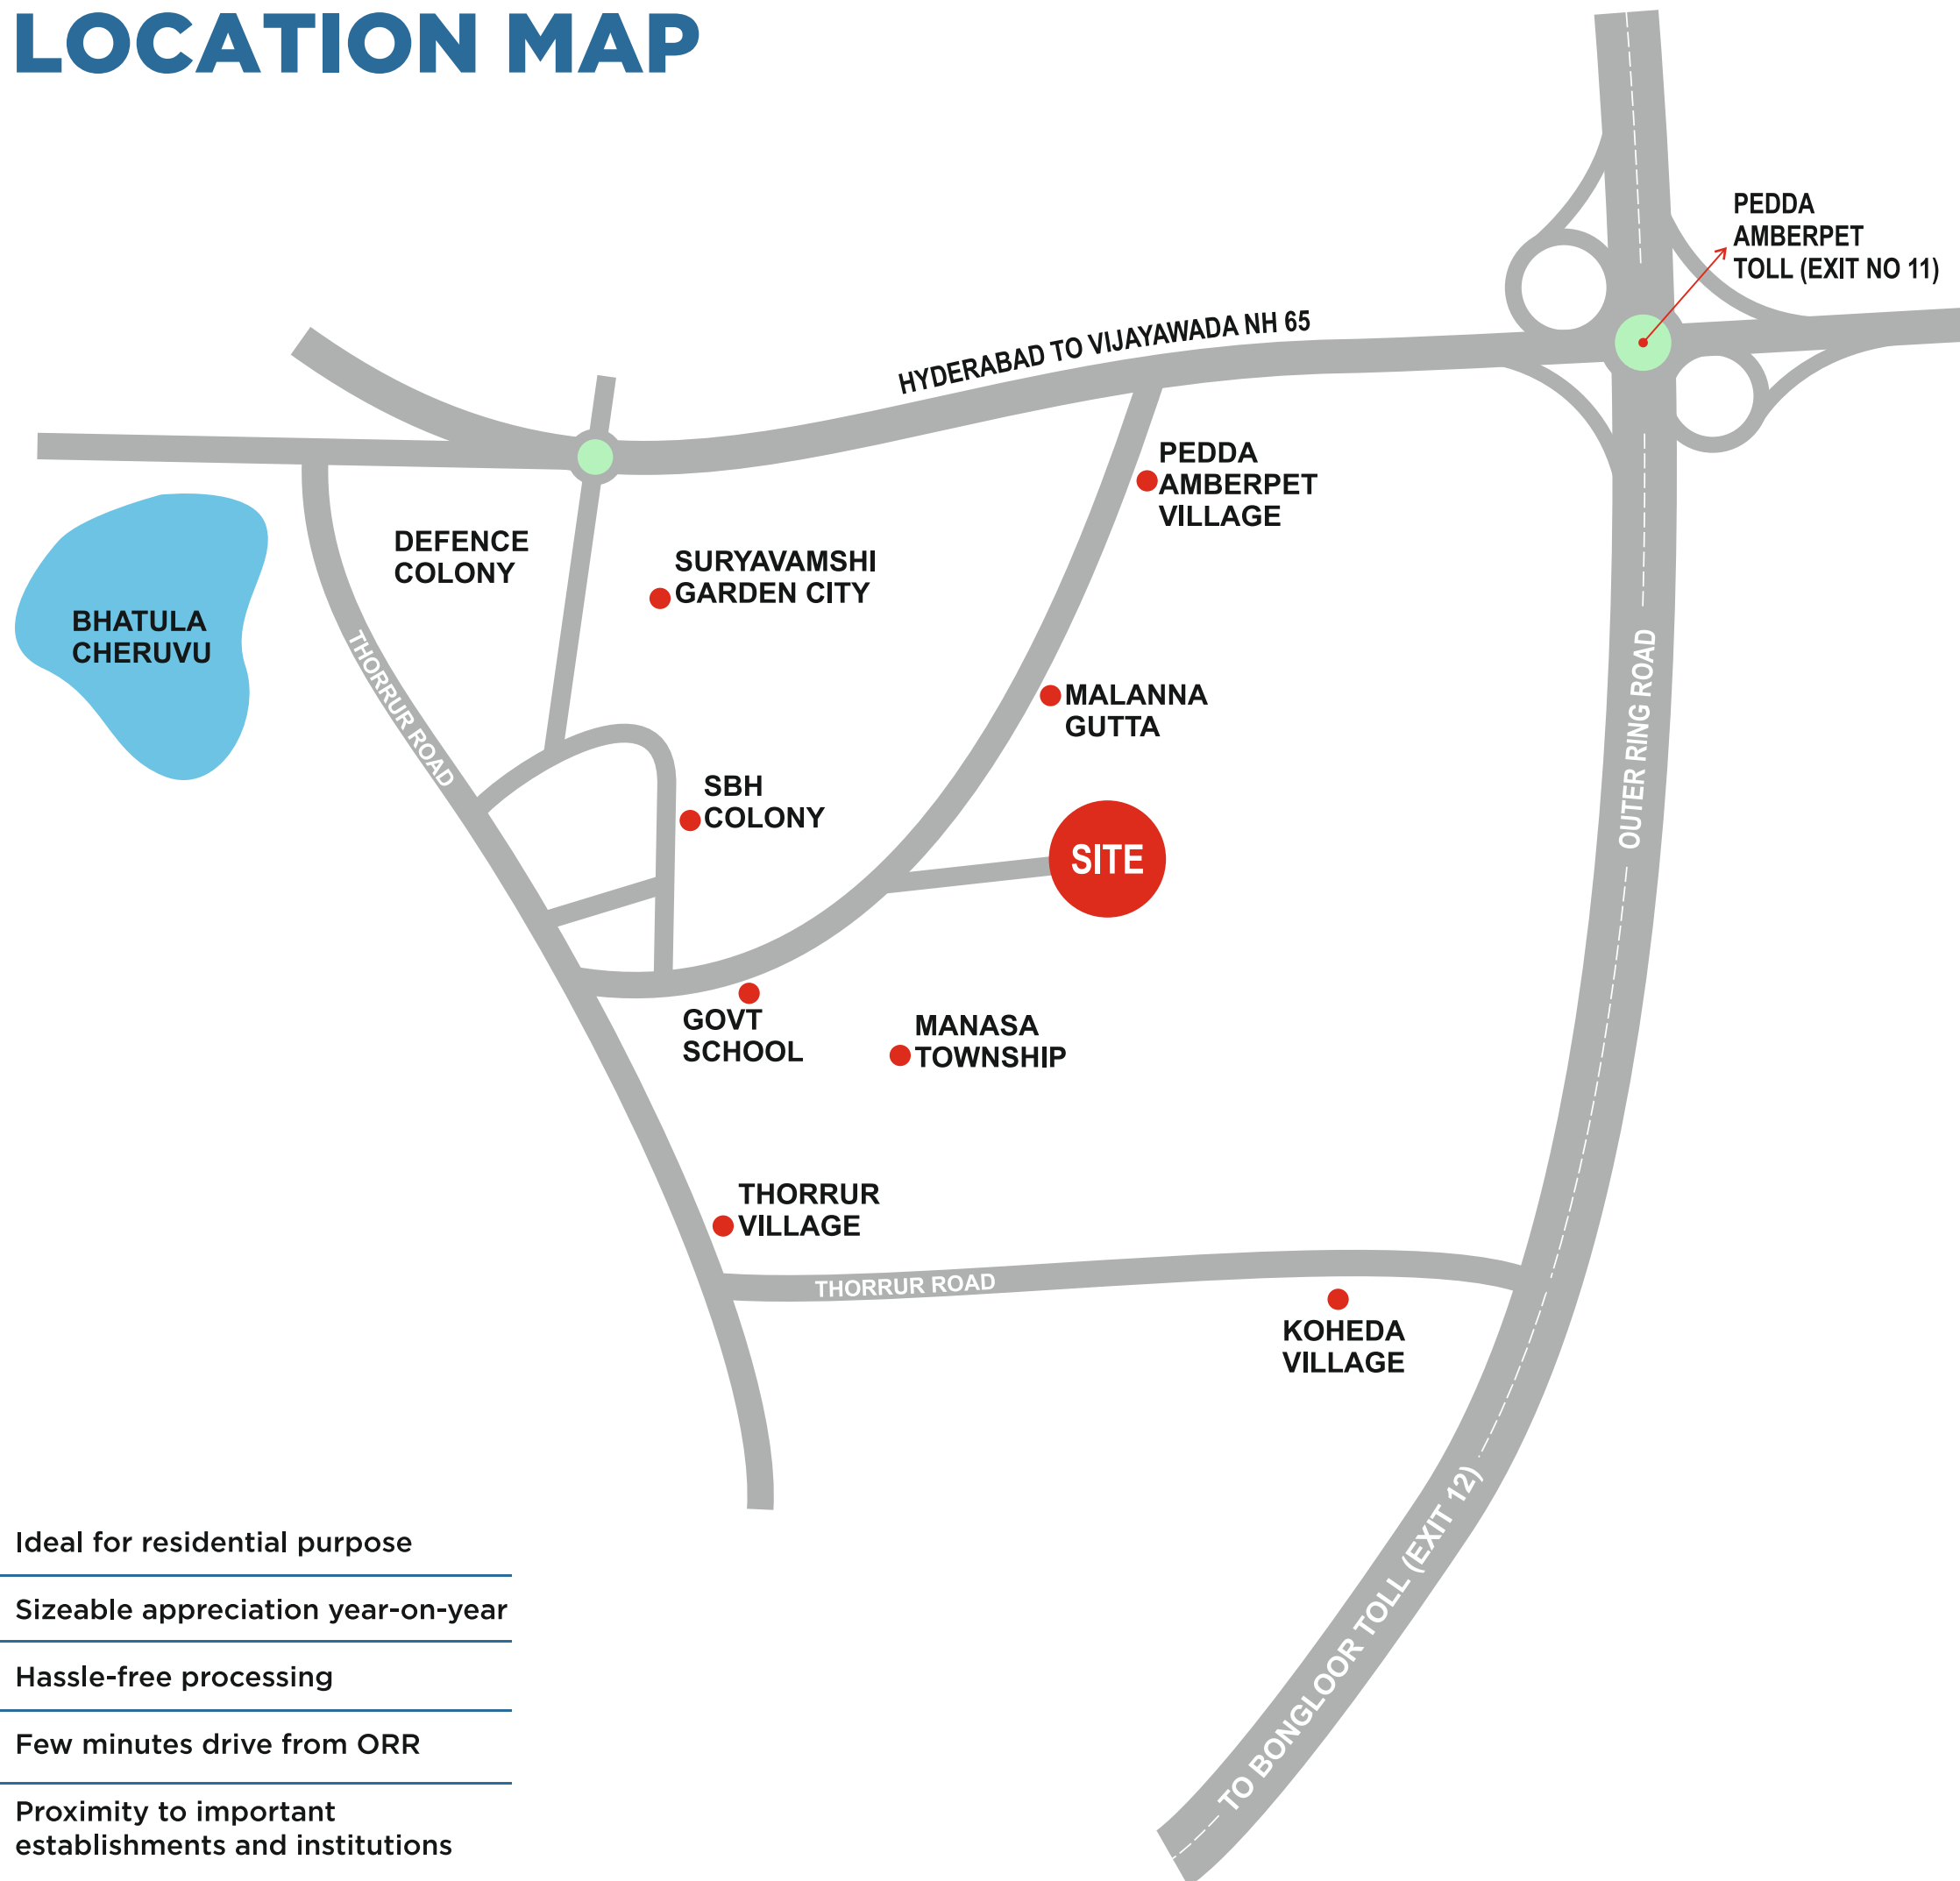 LOCATION MAP
PEDDA
AMBERPET
TOLL (EXIT NO 11)
HYDERABAD TO VIJAYAWADA NH 65
PEDDA
AMBERPET
VILLAGE
DEFENCE
COLONY
SURYAVAMSHI
GARDEN CITY
BHATULA
CHERUVU
THORRUR ROAD
MALANNA
GUTTA
OUTER RING ROAD
SBH
COLONY
SITE
GOVT
SCHOOL
MANASA
TOWNSHIP
THORRUR
VILLAGE
THORRUR ROAD
KOHEDA
VILLAGE
TO BONGLOOR TOLL (EXIT 12)
Ideal for residential purpose
Sizeable appreciation year-on-year
Hassle-free processing
Few minutes drive from ORR
Proximity to important
establishments and institutions